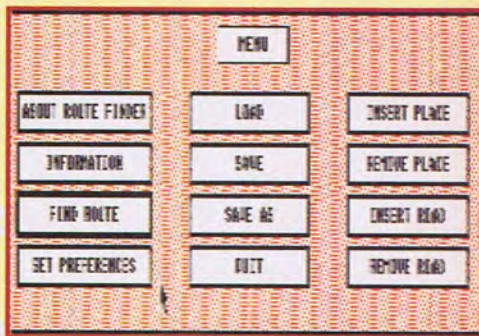 MENU
ABOUT ROUTE FINDER
LOAD
INSERT PLACE
INFORMATION
SAVE
REMOVE PLACE
FIND ROUTE
SAVE AS
INSERT ROAD
SET PREFERENCES
QUIT
REMOVE ROAD